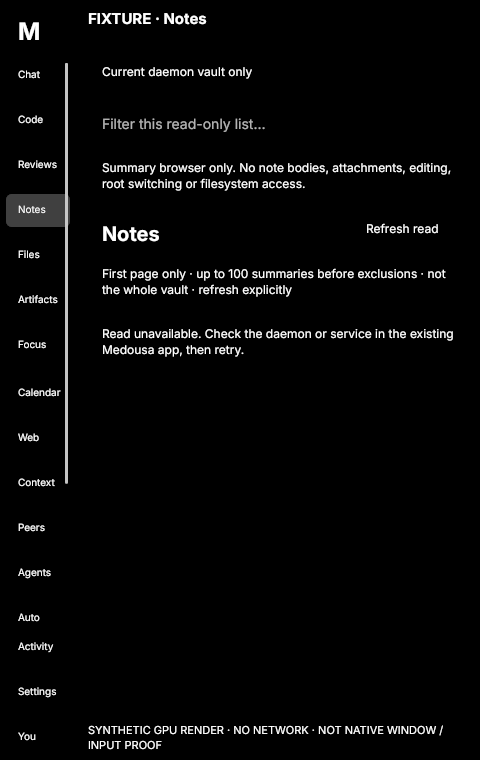 M
Chat
Code
Reviews
Notes
Files
Artifacts
Focus
Calendar
Web
Context
Peers
Agents
Auto
Activity
Settings
You
FIXTURE · Notes
Current daemon vault only
Filter this read-only list...
Summary browser only. No note bodies, attachments, editing,
root switching or filesystem access.
Notes
Refresh read
First page only · up to 100 summaries before exclusions · not
the whole vault · refresh explicitly
Read unavailable. Check the daemon or service in the existing
Medousa app, then retry.
SYNTHETIC GPU RENDER · NO NETWORK · NOT NATIVE WINDOW /
INPUT PROOF